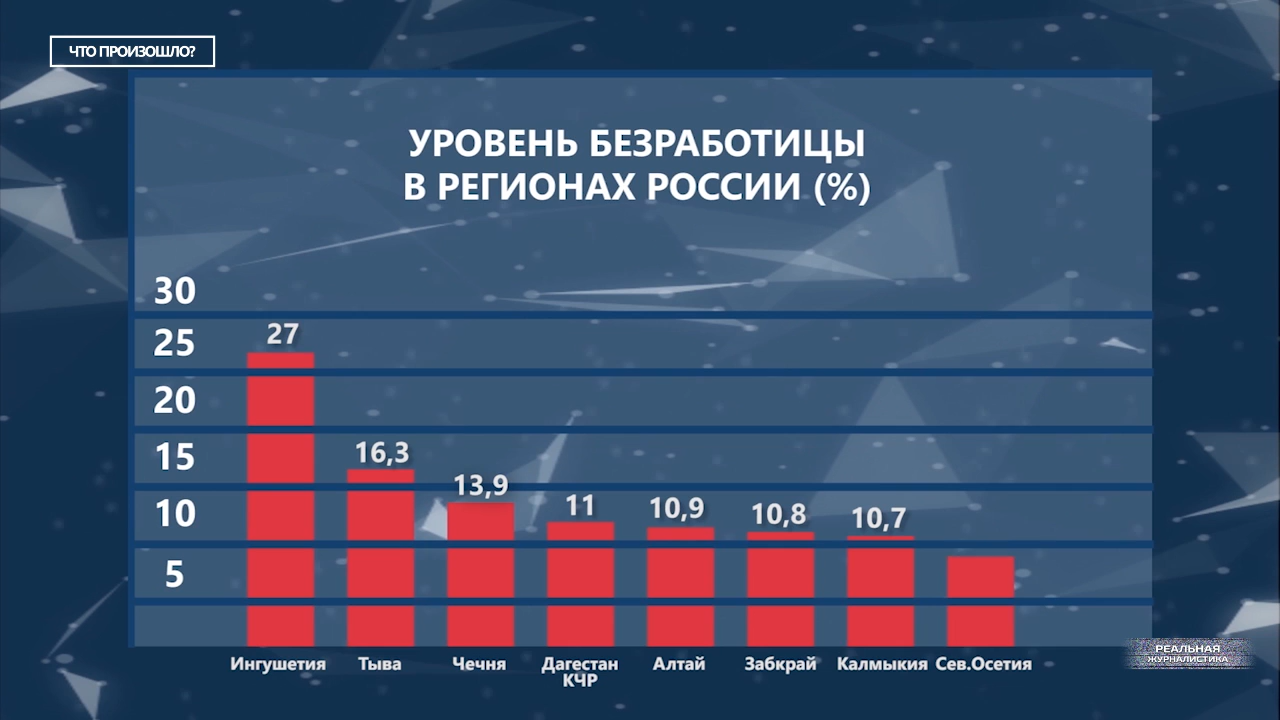 ЧТО ПРОИЗОШЛО?
УРОВЕНЬ БЕЗРАБОТИЦЫ
В РЕГИОНАХ РОССИИ (%)
30
25
20
15
10
5
27
16,3
13,9
11
10,9
10,8
10,7
Ингушетия
Тыва
Чечня
Дагестан
КЧР
Алтай
Забкрай
Калмыкия
Сев.Осетия
РЕАЛЬНАЯ
ЖУРНАЛИСТИКА